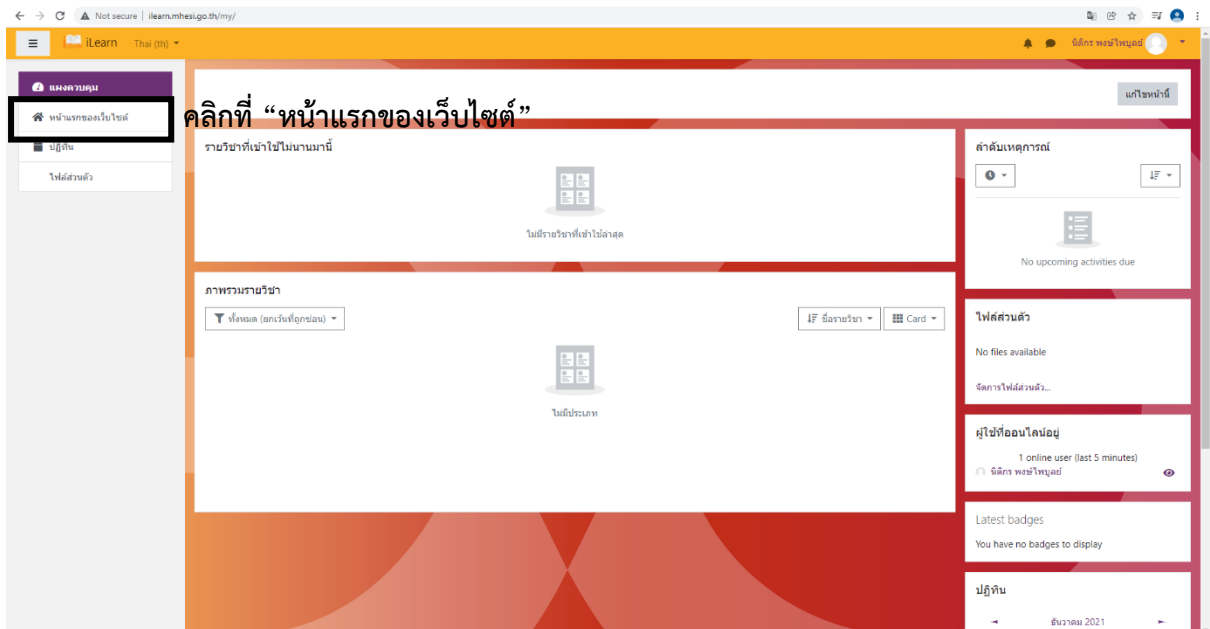 Not secure | ilearn.mhesi.go.th/my/
iLearn Thai (th)
นิติกร พงษ์ไพบูลย์
แผงควบคุม
แก้ไขหน้านี้
หน้าแรกของเว็บไซต์
คลิกที่ “หน้าแรกของเว็บไซต์”
ปฏิทิน
ไฟล์ส่วนตัว
รายวิชาที่เข้าใช้ไม่นานมานี้
ไม่มีรายวิชาที่เข้าใช้ล่าสุด
ภาพรวมรายวิชา
ทั้งหมด (ยกเว้นที่ถูกซ่อน)
ชื่อรายวิชา
Card
ไม่มีประเภท
ลำดับเหตุการณ์
No upcoming activities due
ไฟล์ส่วนตัว
No files available
จัดการไฟล์ส่วนตัว...
ผู้ใช้ที่ออนไลน์อยู่
1 online user (last 5 minutes)
นิติกร พงษ์ไพบูลย์
Latest badges
You have no badges to display
ปฏิทิน
ธันวาคม 2021